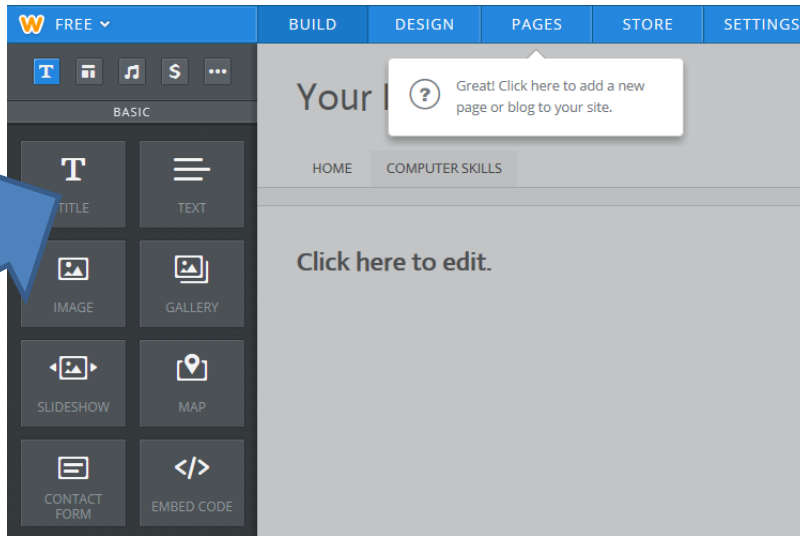 W FREE
BUILD DESIGN PAGES STORE SETTINGS
BASIC
TITLE TEXT
IMAGE GALLERY
SLIDESHOW MAP
CONTACT
FORM
EMBED CODE
Great! Click here to add a new
page or blog to your site.
Your
HOME COMPUTER SKILLS
Click here to edit.